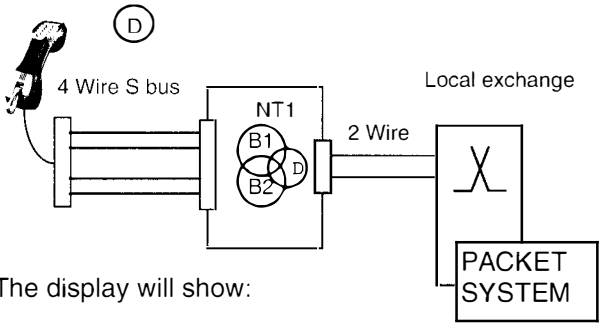 D
4 Wire S bus
Local exchange
NT1
2 Wire
B1
D
B2
PACKET
SYSTEM
The display will show: